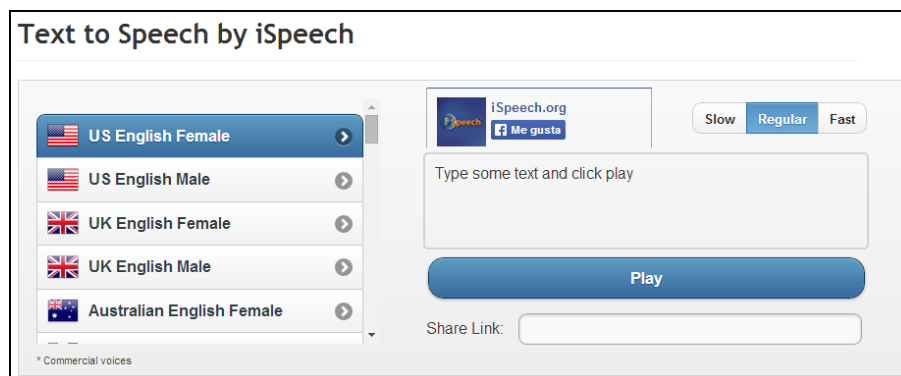 Text to Speech by iSpeech
US English Female
US English Male
UK English Female
UK English Male
Australian English Female
* Commercial voices
iSpeech
iSpeech.org
f Me gusta
Slow Regular Fast
Type some text and click play
Play
Share Link: